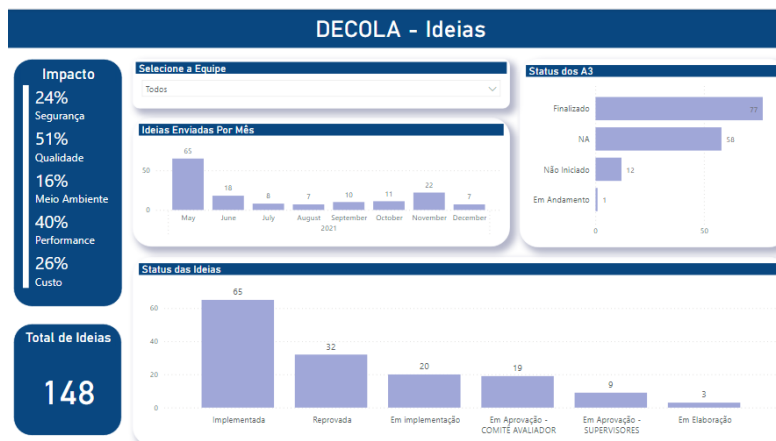 DECOLA - Ideias
Impacto
24%
Segurança
51%
Qualidade
16%
Meio Ambiente
40%
Performance
26%
Custo
Total de Ideias
148
Selecione a Equipe
Todos
Ideias Enviadas Por Mês
50
0
65
18
8
7
10
11
22
7
May June July August September October November December
2021
Status dos A3
Finalizado 77
NA 58
Não Iniciado 12
Em Andamento 1
0 50
Status das Ideias
60
40
20
0
65
32
20
19
9
3
Implementada
Reprovada
Em implementação
Em Aprovação -
COMITÊ AVALIADOR
Em Aprovação -
SUPERVISORES
Em Elaboração